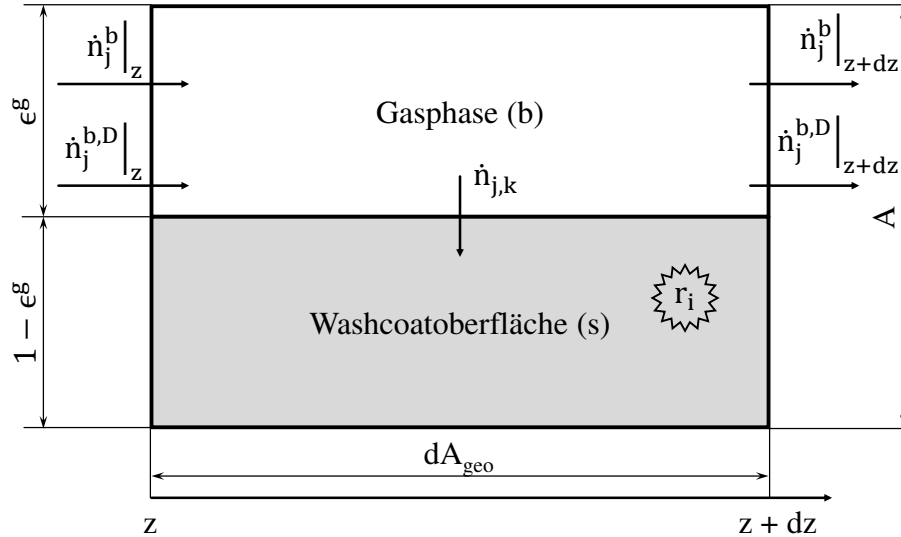 ṅ_j^b|_z
ṅ_j^b|_{z+dz}
ϵ^g
Gasphase (b)
ṅ_j^{b,D}|_z
ṅ_j^{b,D}|_{z+dz}
ṅ_{j,k}
A
1 − ϵ^g
r_i
Washcoatoberfläche (s)
dA_geo
z
z + dz